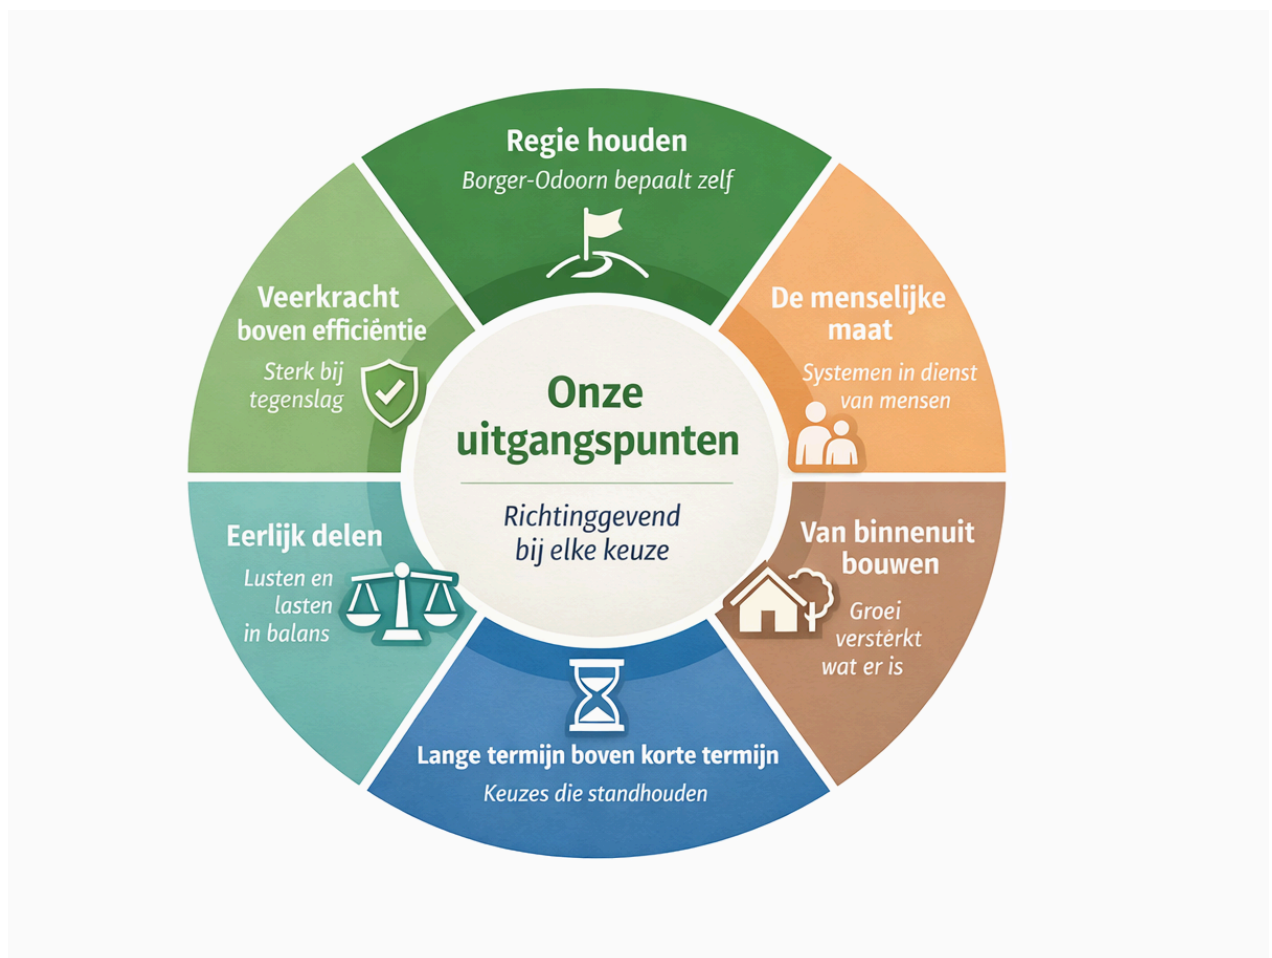 Regie houden
Borger-Odoorn bepaalt zelf
De menselijke
maat
Systemen in dienst
van mensen
Van binnenuit
bouwen
Groei
verstèrkt
wat er is
Lange termijn boven korte termijn
Keuzes die standhouden
Eerlijk delen
Lusten en
lasten
in balans
Veerkracht
boven efficiéntie
Sterk bij
tegenslag
Onze
uitgangspunten
Richtinggevend
bij elke keuze